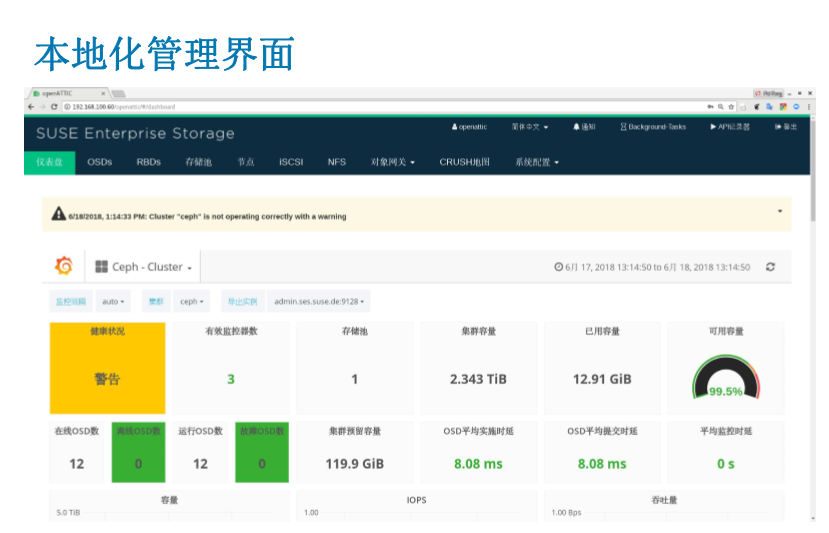 本地化管理界面
openATTIC
192.168.100.60/openattic/#/dashboard
SUSE Enterprise Storage
openattic 简体中文 通知 Background-Tasks API记录器 登出
仪表盘 OSDs RBDs 存储池 节点 iSCSI NFS 对象网关 CRUSH地图 系统配置
6/18/2018, 1:14:33 PM: Cluster "ceph" is not operating correctly with a warning
Ceph - Cluster
6月 17, 2018 13:14:50 to 6月 18, 2018 13:14:50
监控间隔 auto 集群 ceph 导出实例 admin.ses.suse.de:9128
健康状况 有效监控器数 存储池 集群容量 已用容量 可用容量
警告 3 1 2.343 TiB 12.91 GiB 99.5%
在线OSD数 离线OSD数 运行OSD数 故障OSD数 集群预留容量 OSD平均实施时延 OSD平均提交时延 平均监控时延
12 0 12 0 119.9 GiB 8.08 ms 8.08 ms 0 s
容量 IOPS 吞吐量
5.0 TiB 1.00 1.00 Bps